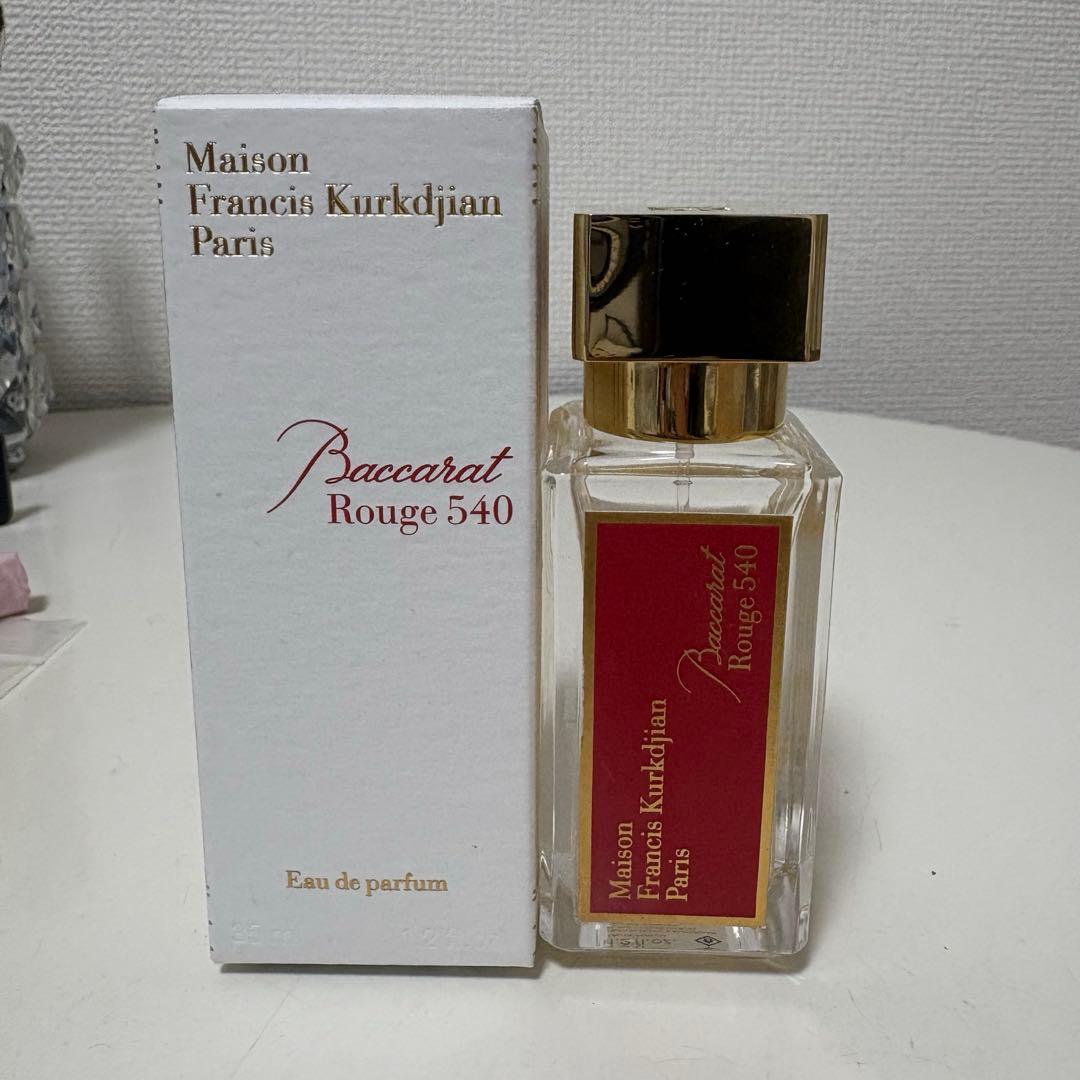 Maison
Francis Kurkdjian
Paris
Baccarat
Rouge 540
Eau de parfum
Baccarat
Rouge 540
Maison
Francis Kurkdjian
Paris